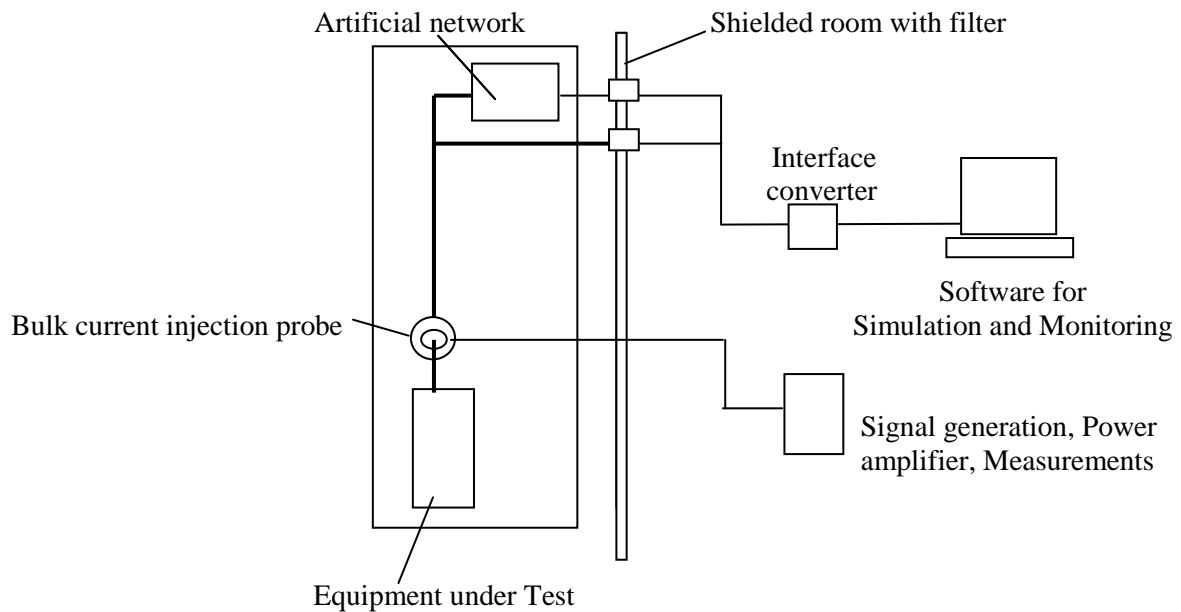 Artificial network
Shielded room with filter
Interface
converter
Software for
Simulation and Monitoring
Bulk current injection probe
Signal generation, Power
amplifier, Measurements
Equipment under Test